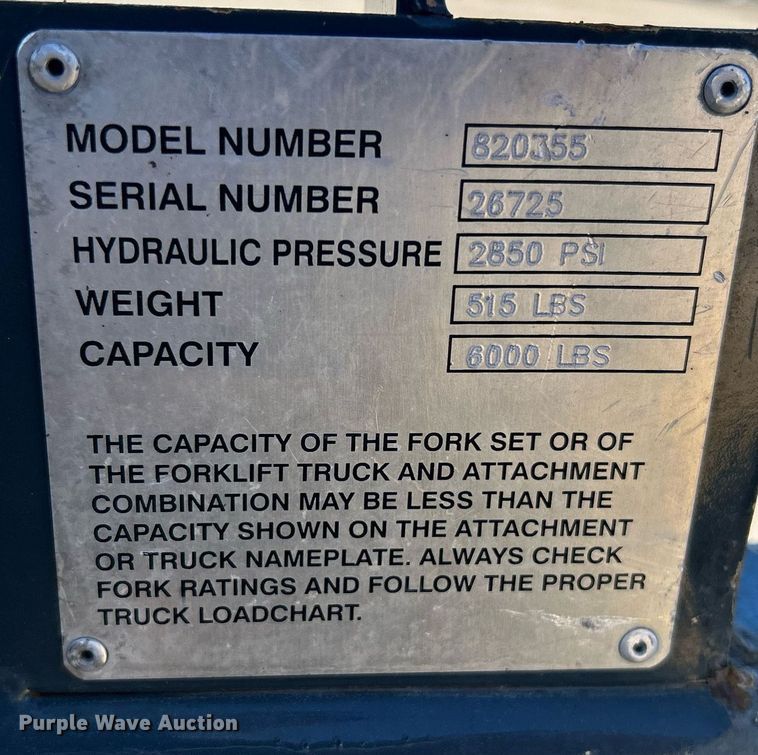 MODEL NUMBER 820355
SERIAL NUMBER 26725
HYDRAULIC PRESSURE 2850 PSI
WEIGHT 515 LBS
CAPACITY 6000 LBS
THE CAPACITY OF THE FORK SET OR OF
THE FORKLIFT TRUCK AND ATTACHMENT
COMBINATION MAY BE LESS THAN THE
CAPACITY SHOWN ON THE ATTACHMENT
OR TRUCK NAMEPLATE. ALWAYS CHECK
FORK RATINGS AND FOLLOW THE PROPER
TRUCK LOADCHART.
Purple Wave Auction